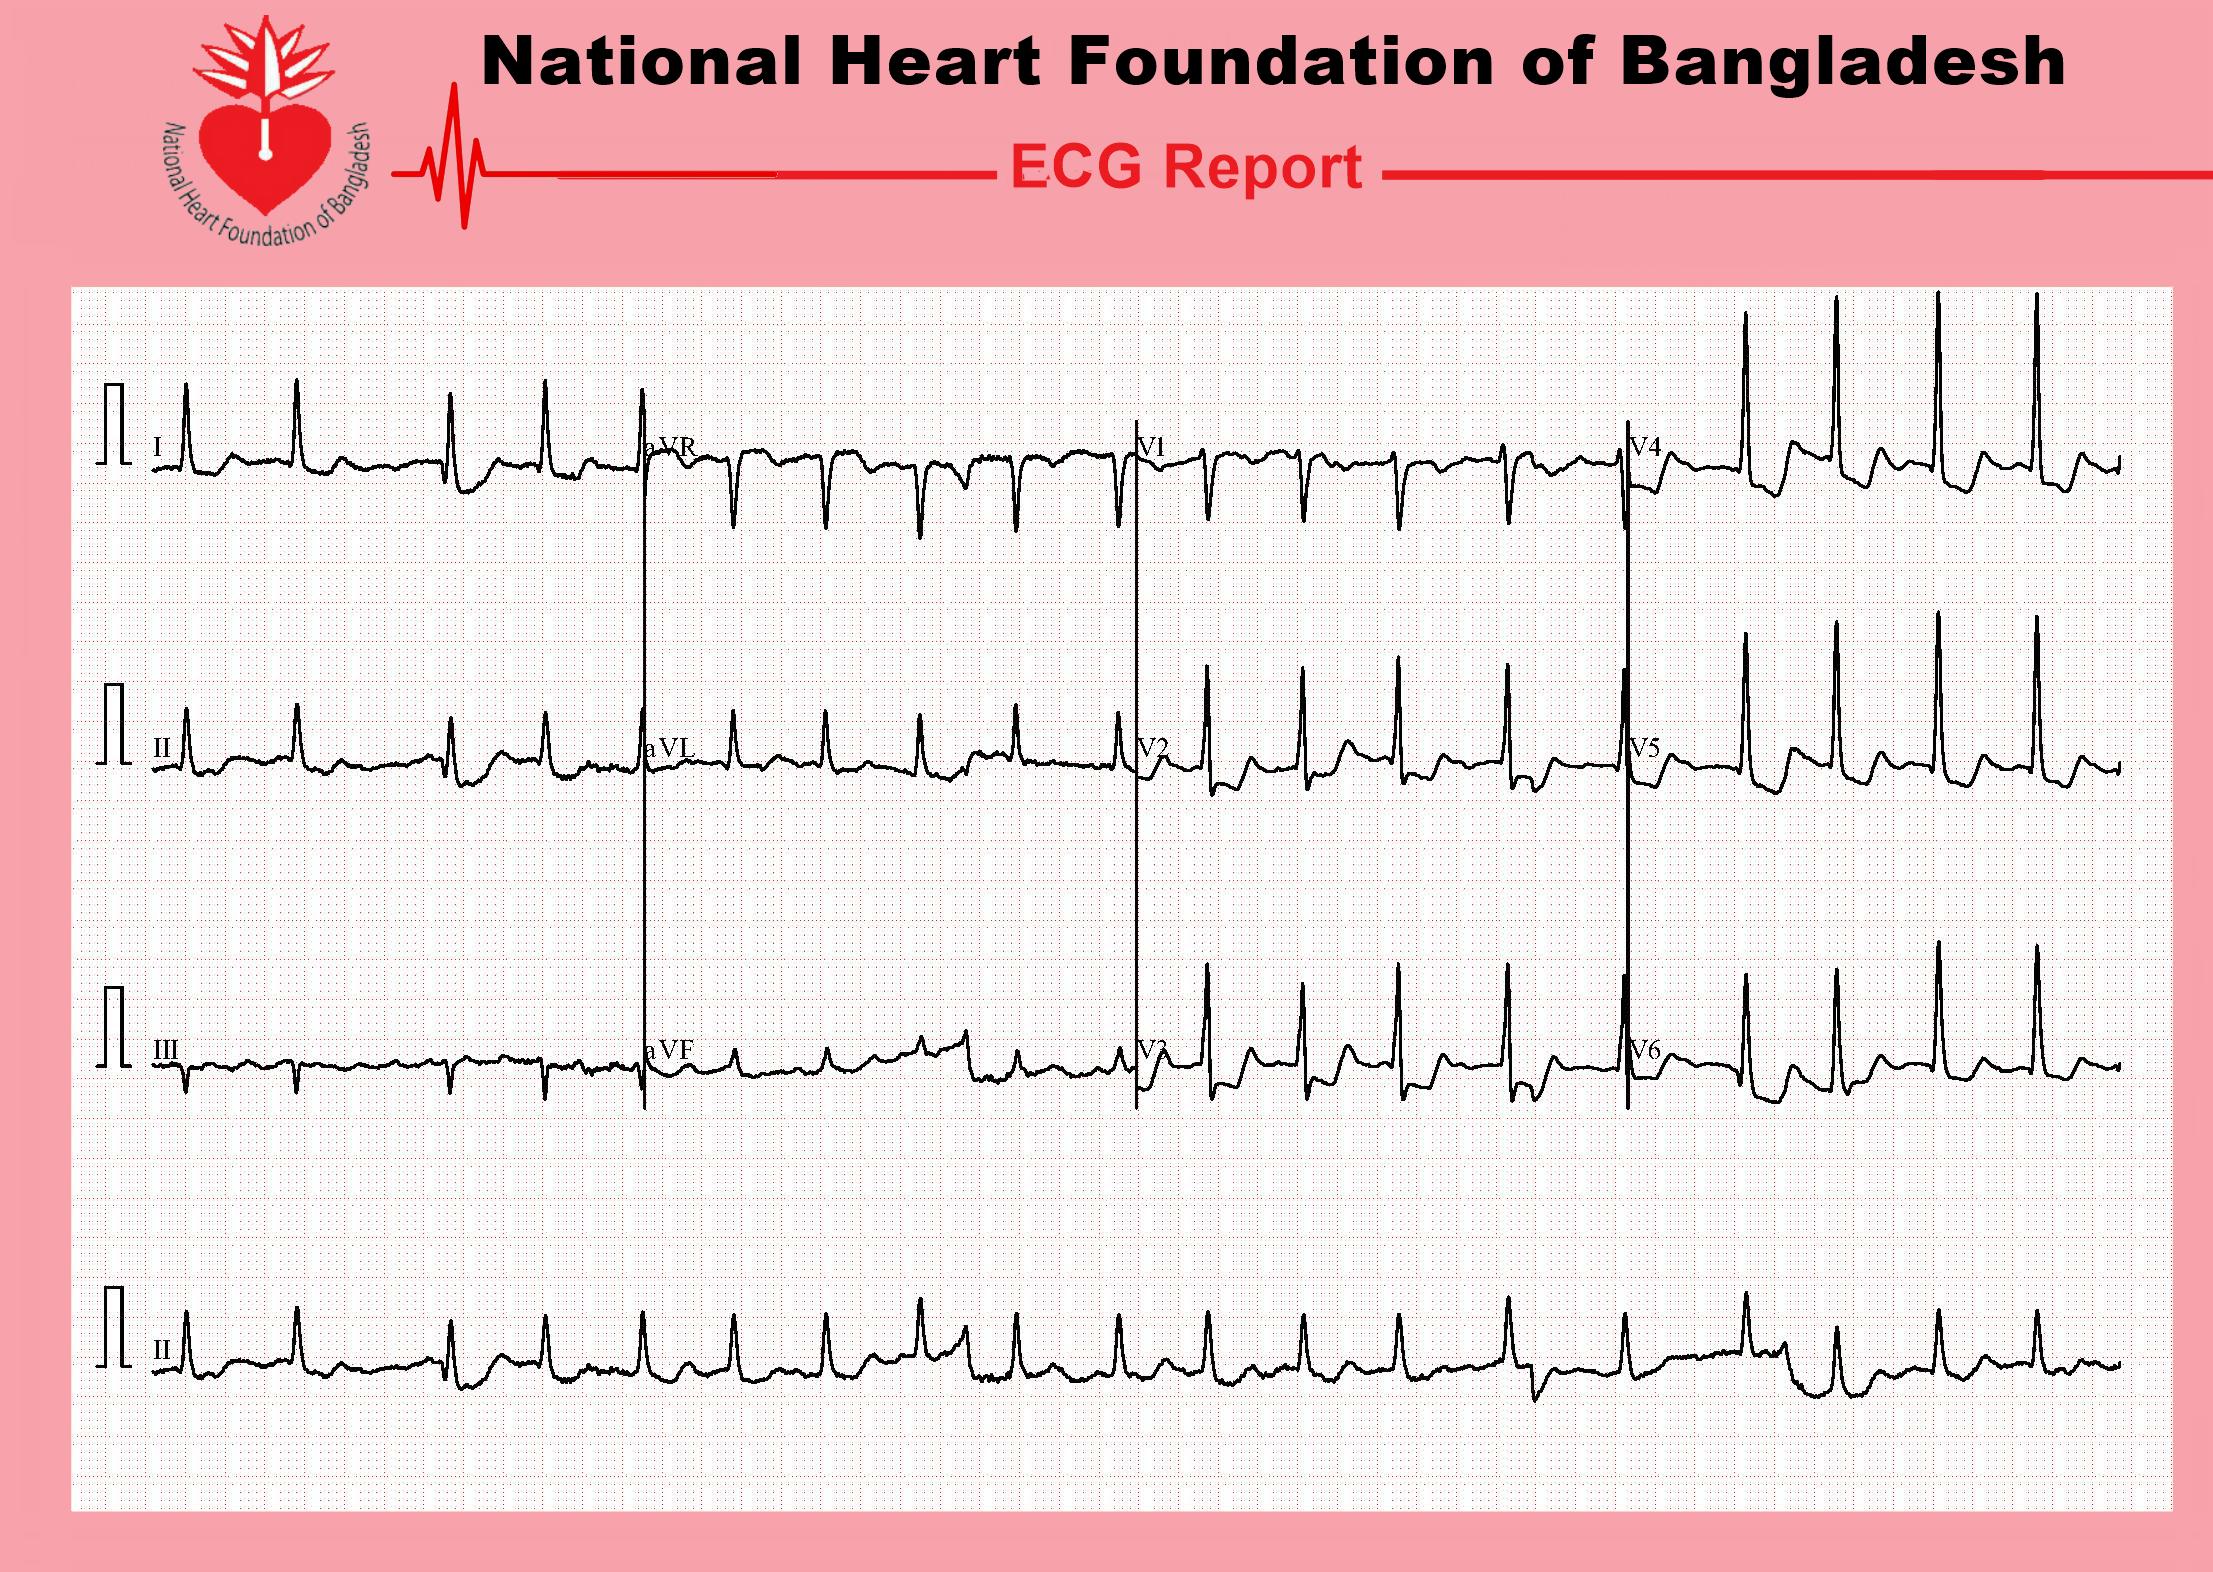 National Heart Foundation of Bangladesh
National Heart Foundation of Bangladesh
ECG Report
I aVR V1 V4
II aVL V2 V5
III aVF V3 V6
II